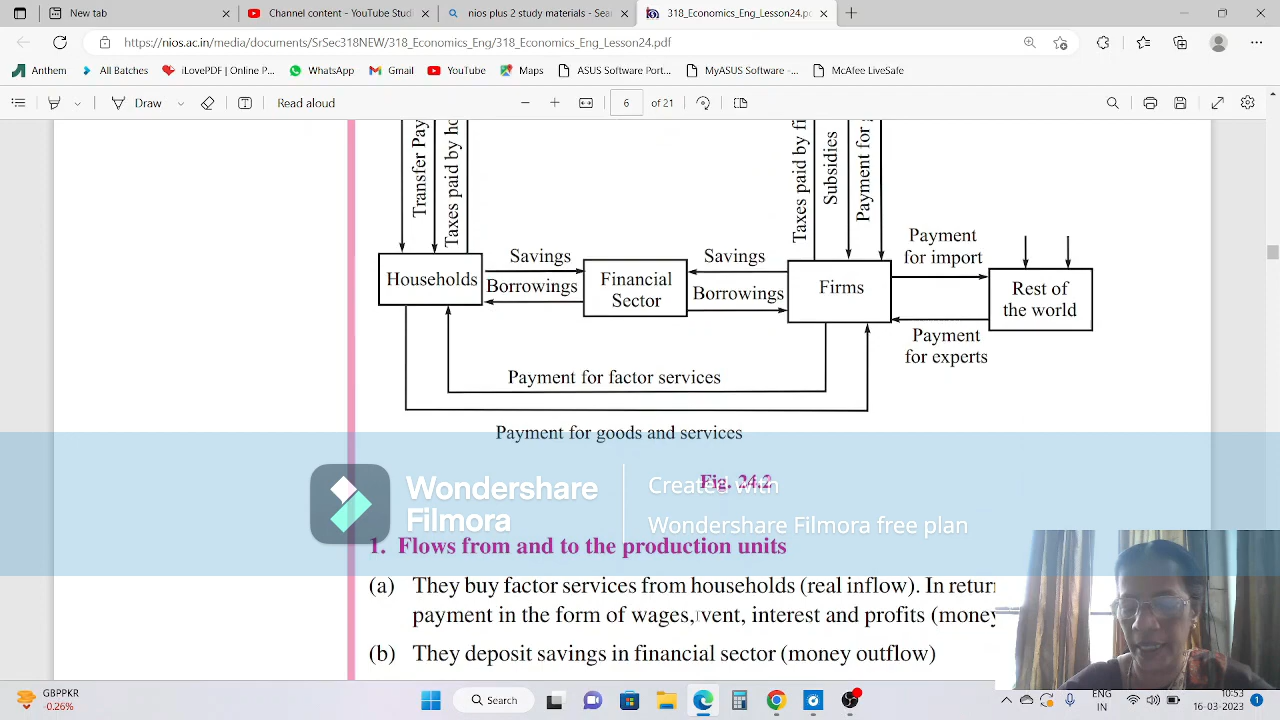 New tab
Channel content - YouTube Stud
nios plus 2 study materials - Sear
318_Economics_Eng_Lesson24.pd
https://nios.ac.in/media/documents/SrSec318NEW/318_Economics_Eng/318_Economics_Eng_Lesson24.pdf
Anthem
All Batches
iLovePDF | Online P...
WhatsApp
Gmail
YouTube
Maps
ASUS Software Port...
MyASUS Software -...
McAfee LiveSafe
Draw
Read aloud
6
of 21
Transfer Pay
Taxes paid by ho
Taxes paid by fi
Subsidies
Payment for
Payment
for import
Households
Savings
Borrowings
Financial
Sector
Savings
Borrowings
Firms
Rest of
the world
Payment
for experts
Payment for factor services
Payment for goods and services
Fig. 24.2
Wondershare
Filmora
Created with
Wondershare Filmora free plan
1. Flows from and to the production units
(a) They buy factor services from households (real inflow). In return
payment in the form of wages, vent, interest and profits (money
(b) They deposit savings in financial sector (money outflow)
GBPPKR
-0.26%
Search
ENG
IN
10:53
16-03-2023
1